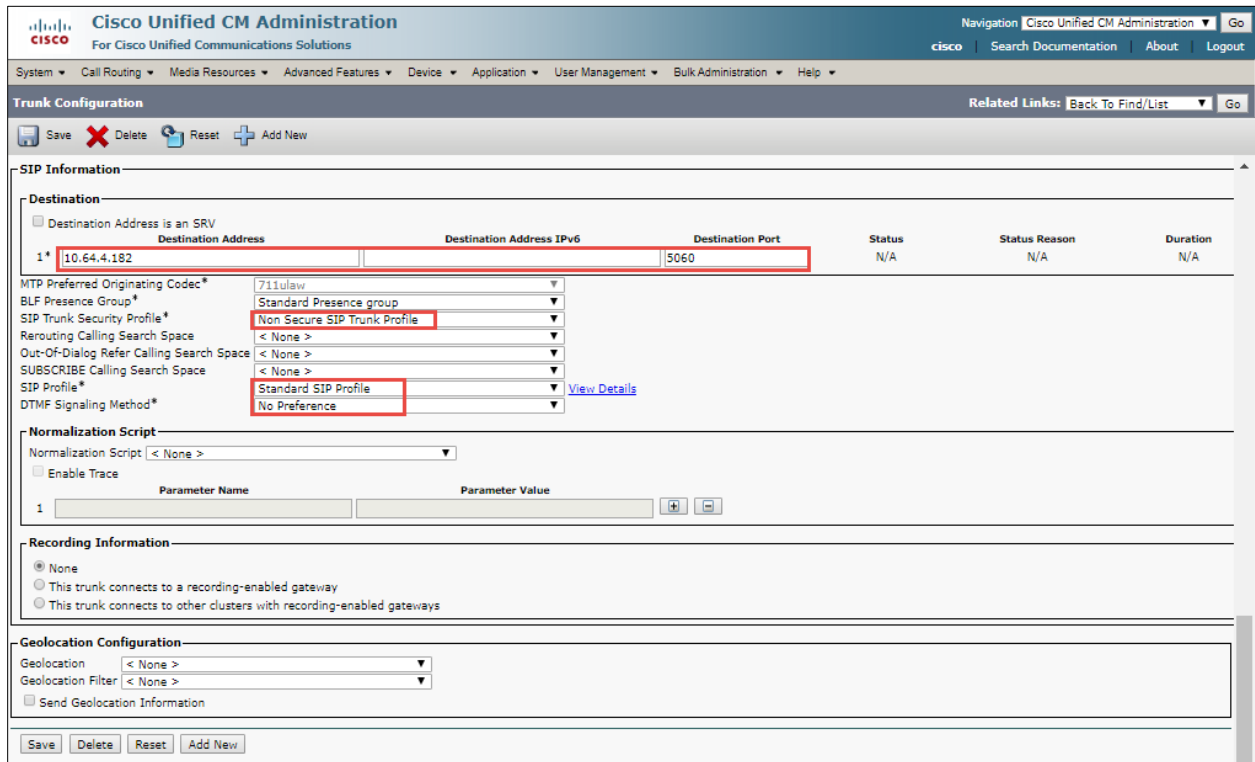 Cisco Unified CM Administration
CISCO
For Cisco Unified Communications Solutions
Navigation Cisco Unified CM Administration Go
cisco Search Documentation About Logout
System Call Routing Media Resources Advanced Features Device Application User Management Bulk Administration Help
Trunk Configuration
Related Links: Back To Find/List Go
Save Delete Reset Add New
SIP Information
Destination
Destination Address is an SRV
Destination Address Destination Address IPv6 Destination Port Status Status Reason Duration
1* 10.64.4.182 5060 N/A N/A N/A
MTP Preferred Originating Codec* 711ulaw
BLF Presence Group* Standard Presence group
SIP Trunk Security Profile* Non Secure SIP Trunk Profile
Rerouting Calling Search Space < None >
Out-Of-Dialog Refer Calling Search Space < None >
SUBSCRIBE Calling Search Space < None >
SIP Profile* Standard SIP Profile View Details
DTMF Signaling Method* No Preference
Normalization Script
Normalization Script < None >
Enable Trace
Parameter Name Parameter Value
1
Recording Information
None
This trunk connects to a recording-enabled gateway
This trunk connects to other clusters with recording-enabled gateways
Geolocation Configuration
Geolocation < None >
Geolocation Filter < None >
Send Geolocation Information
Save Delete Reset Add New